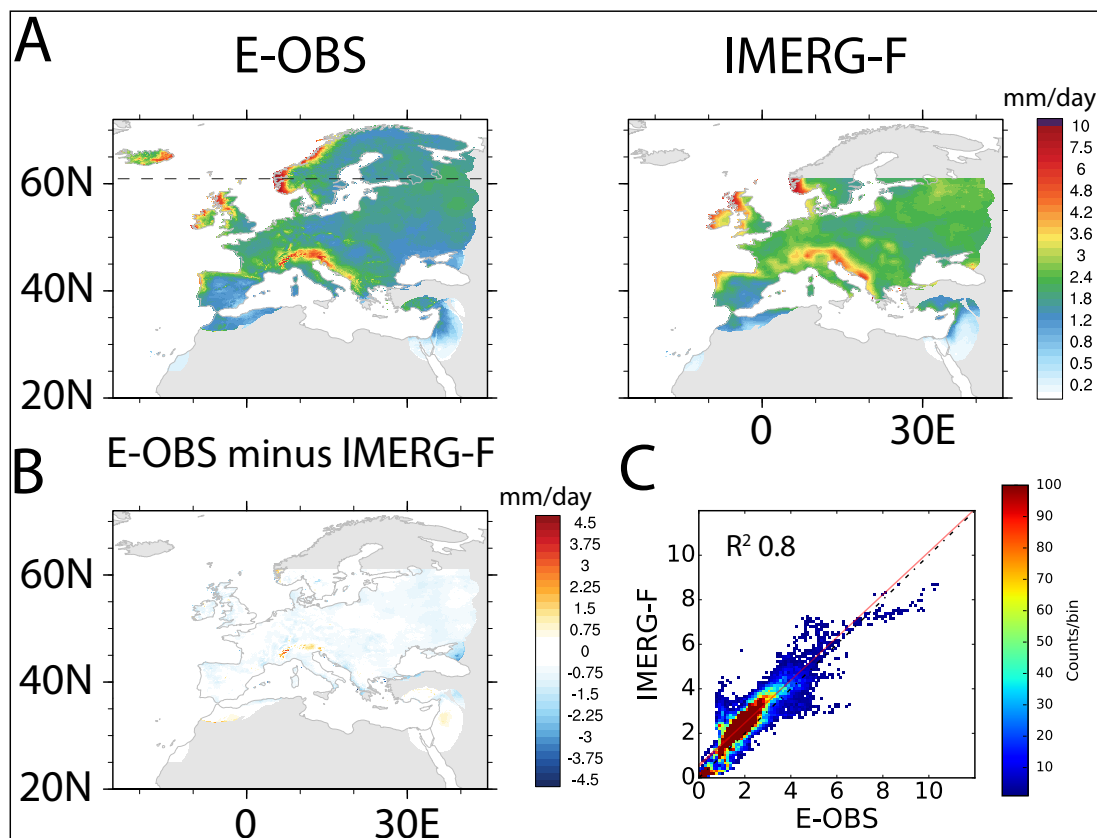 A
E-OBS
IMERG-F
mm/day
60N
40N
20N
0
30E
10
6
5.8
4.8
4.2
3.6
3
2.4
1.8
1.2
0.8
0.5
0.2
B
E-OBS minus IMERG-F
mm/day
60N
40N
20N
0
30E
4.5
3.75
3
2.25
1.5
0.75
0
-0.75
-1.5
-2.25
-3
-3.75
-4.5
C
R² 0.8
IMERG-F
10
8
6
4
2
0
0
2
4
6
8
10
E-OBS
100
90
80
70
60
50
40
30
20
10
Counts/bin